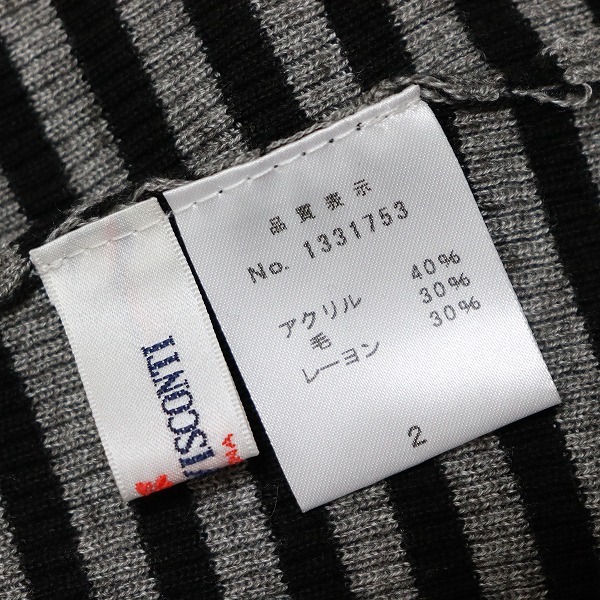 VISCONTI
品質表示
No. 1331753
アクリル 40%
毛 30%
レーヨン 30%
2